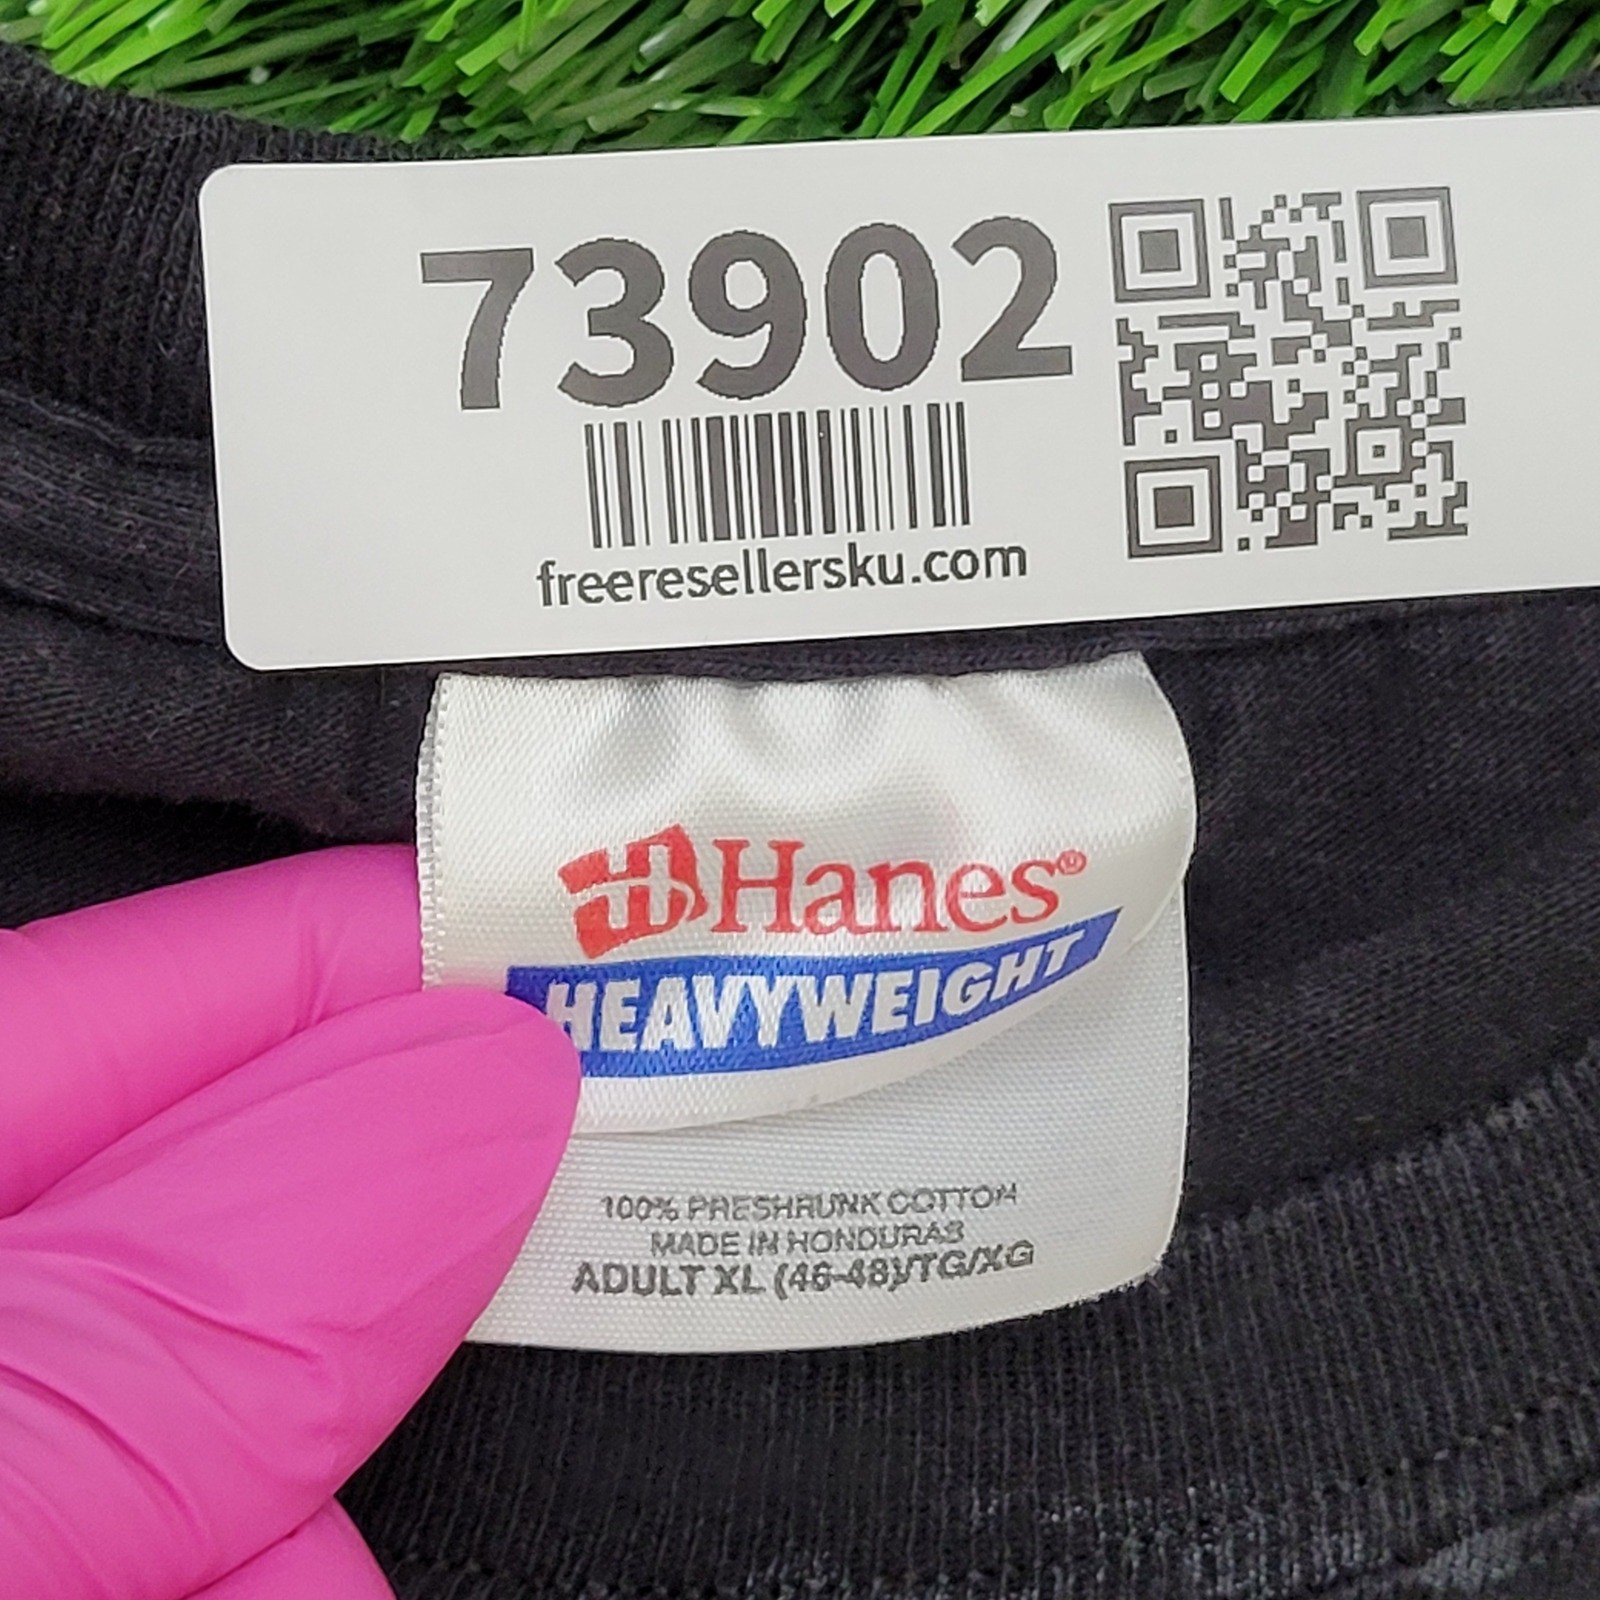 73902
freeresellersku.com
Hanes®
HEAVYWEIGHT
100% PRESHRUNK COTTON
MADE IN HONDURAS
ADULT XL (46-48)/TG/XG